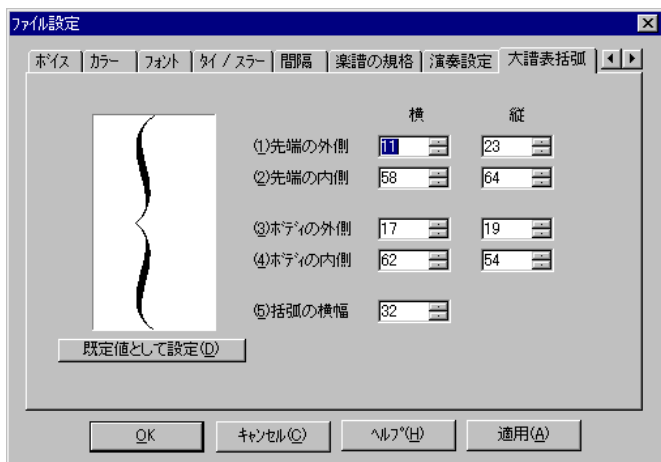 ファイル設定
ボイス カラー フォント タイ / スラー 間隔 楽譜の規格 演奏設定 大譜表括弧
横 縦
(1)先端の外側 11 23
(2)先端の内側 58 64
(3)ボディの外側 17 19
(4)ボディの内側 62 54
(5)括弧の横幅 32
既定値として設定(D)
OK キャンセル(C) ヘルプ(H) 適用(A)